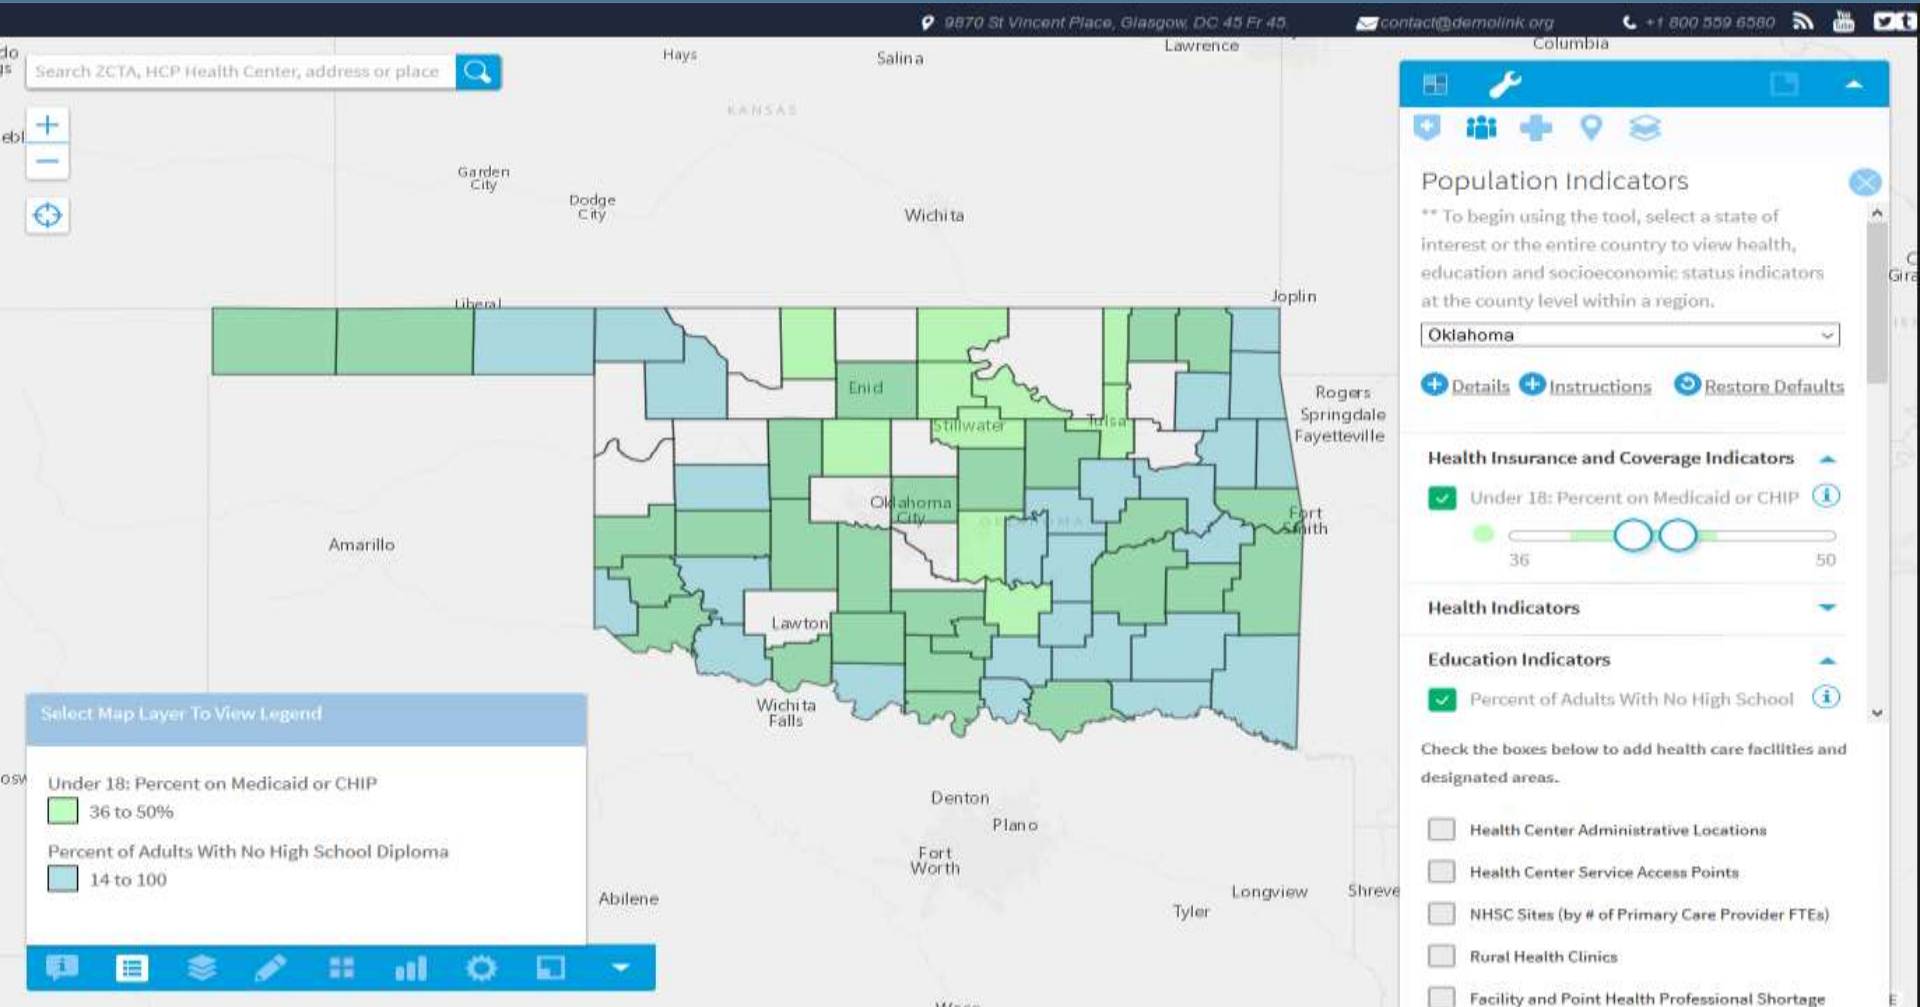 9870 St Vincent Place, Glasgow, DC 45 Fr 45.
contact@demolink.org
+1 800 559 6580
Search ZCTA, HCP Health Center, address or place
Hays
Salina
Lawrence
Columbia
KANSAS
Garden
City
Dodge
City
Wichita
Liberal
Joplin
Enid
Rogers
Springdale
Fayetteville
Stillwater
Tulsa
Oklahoma
City
OKLAHOMA
Fort
Smith
Amarillo
Lawton
Wichita
Falls
Denton
Plano
Fort
Worth
Abilene
Longview
Shreve
Tyler
Select Map Layer To View Legend
Under 18: Percent on Medicaid or CHIP
36 to 50%
Percent of Adults With No High School Diploma
14 to 100
Population Indicators
** To begin using the tool, select a state of
interest or the entire country to view health,
education and socioeconomic status indicators
at the county level within a region.
Oklahoma
Details
Instructions
Restore Defaults
Health Insurance and Coverage Indicators
Under 18: Percent on Medicaid or CHIP
36
50
Health Indicators
Education Indicators
Percent of Adults With No High School
Check the boxes below to add health care facilities and
designated areas.
Health Center Administrative Locations
Health Center Service Access Points
NHSC Sites (by # of Primary Care Provider FTEs)
Rural Health Clinics
Facility and Point Health Professional Shortage